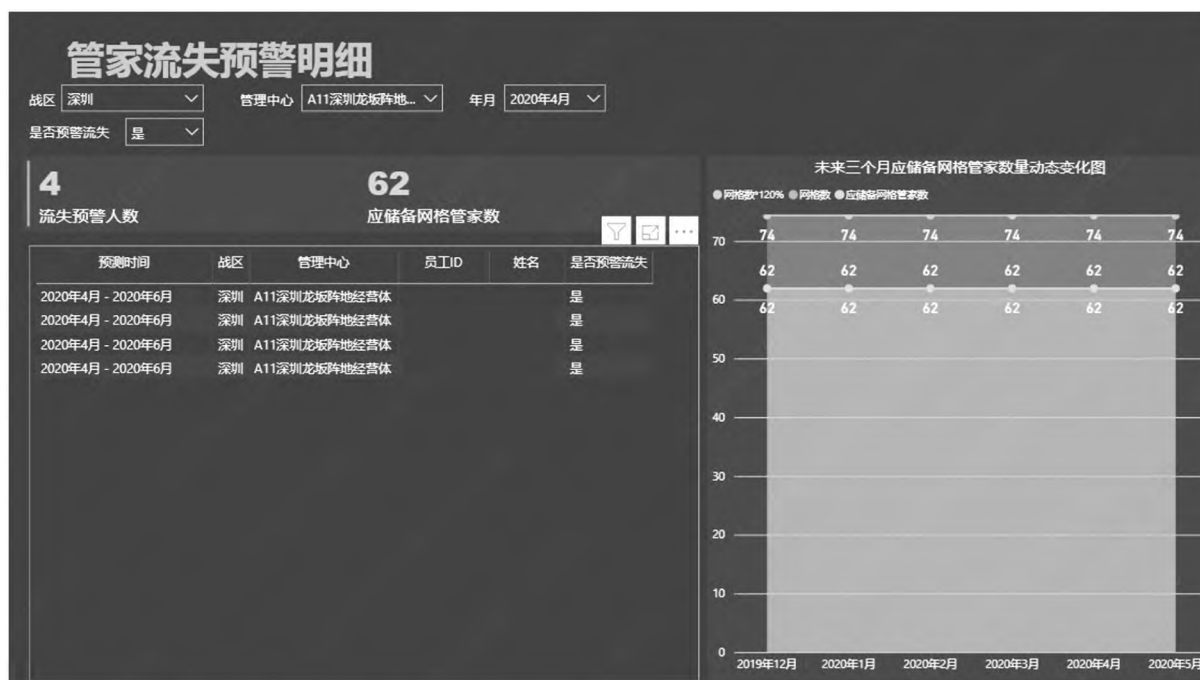 管家流失预警明细
战区 深圳 管理中心 A11深圳龙坂阵地... 年月 2020年4月
是否预警流失 是
4 62
流失预警人数 应储备网格管家数
预测时间 战区 管理中心 员工ID 姓名 是否预警流失
2020年4月 - 2020年6月 深圳 A11深圳龙坂阵地经营体 是
2020年4月 - 2020年6月 深圳 A11深圳龙坂阵地经营体 是
2020年4月 - 2020年6月 深圳 A11深圳龙坂阵地经营体 是
2020年4月 - 2020年6月 深圳 A11深圳龙坂阵地经营体 是
未来三个月应储备网格管家数量动态变化图
网格数*120% 网格数 应储备网格管家数
74 74 74 74 74 74
70
62 62 62 62 62 62
60
62 62 62 62 62 62
50
40
30
20
10
0
2019年12月 2020年1月 2020年2月 2020年3月 2020年4月 2020年5月